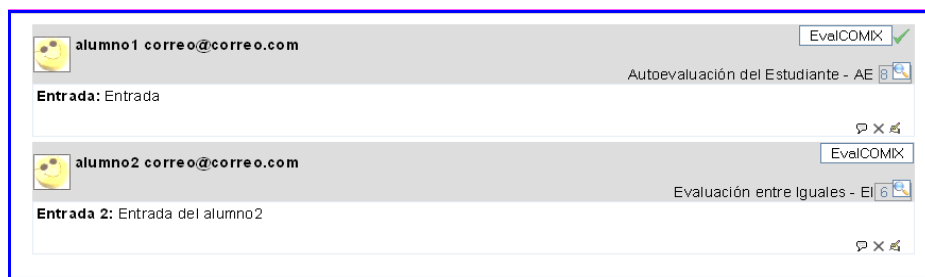 EvalCOMIX
alumno1 correo@correo.com
Autoevaluación del Estudiante - AE 8
Entrada: Entrada
EvalCOMIX
alumno2 correo@correo.com
Evaluación entre Iguales - EI 6
Entrada 2: Entrada del alumno2